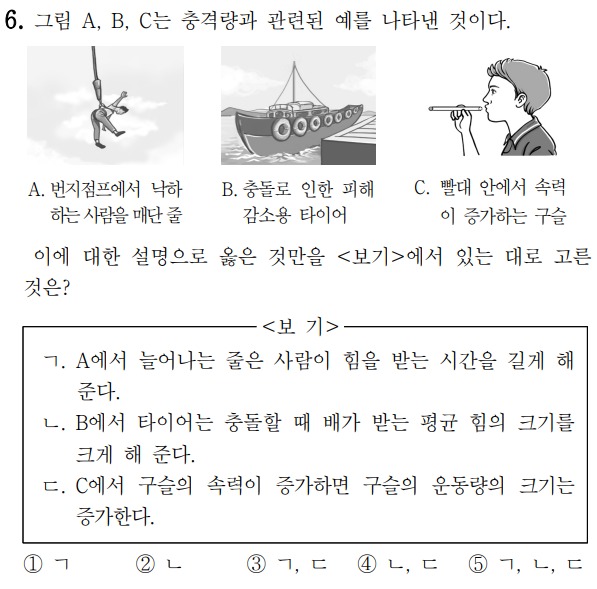 6. 그림 A, B, C는 충격량과 관련된 예를 나타낸 것이다.
A. 번지점프에서 낙하
하는 사람을 매단 줄
B. 충돌로 인한 피해
감소용 타이어
C. 빨대 안에서 속력
이 증가하는 구슬
이에 대한 설명으로 옳은 것만을 <보기>에서 있는 대로 고른
것은?
<보 기>
ㄱ. A에서 늘어나는 줄은 사람이 힘을 받는 시간을 길게 해
준다.
ㄴ. B에서 타이어는 충돌할 때 배가 받는 평균 힘의 크기를
크게 해 준다.
ㄷ. C에서 구슬의 속력이 증가하면 구슬의 운동량의 크기는
증가한다.
① ㄱ ② ㄴ ③ ㄱ, ㄷ ④ ㄴ, ㄷ ⑤ ㄱ, ㄴ, ㄷ